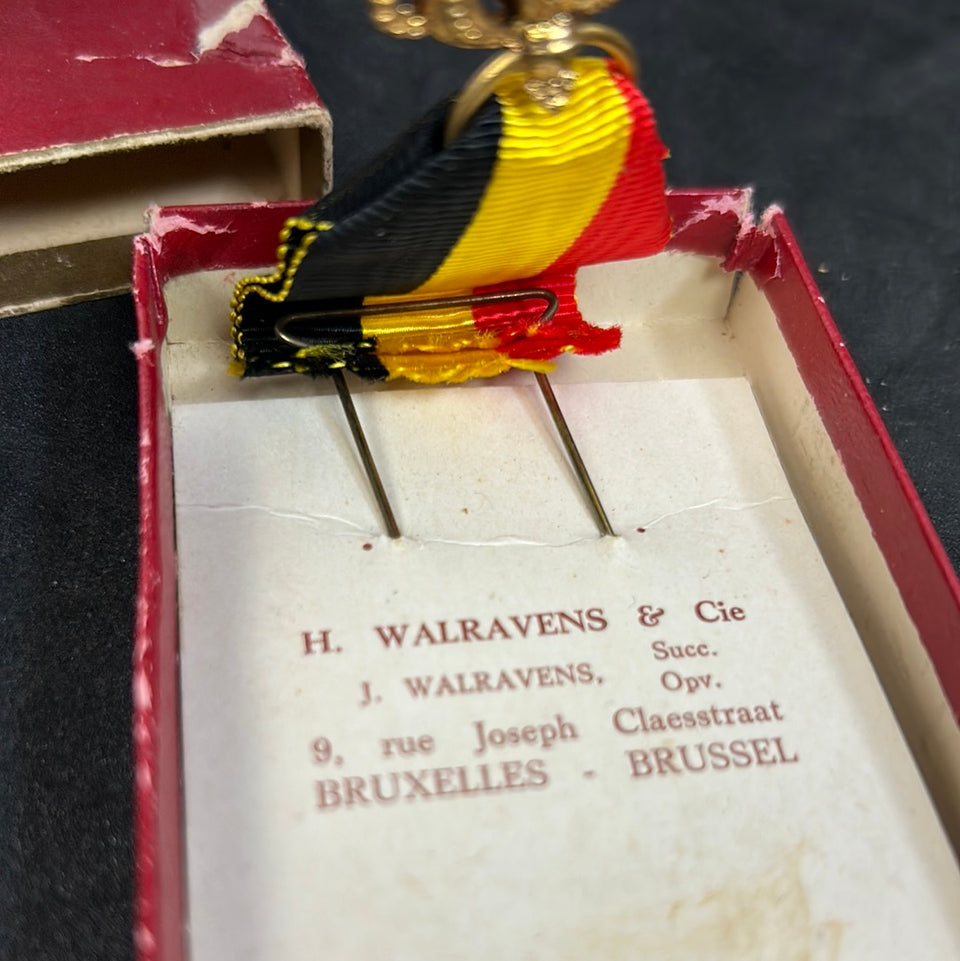 H. WALRAVENS & Cie
J. WALRAVENS, Succ. Opv.
9, rue Joseph Claesstraat
BRUXELLES - BRUSSEL